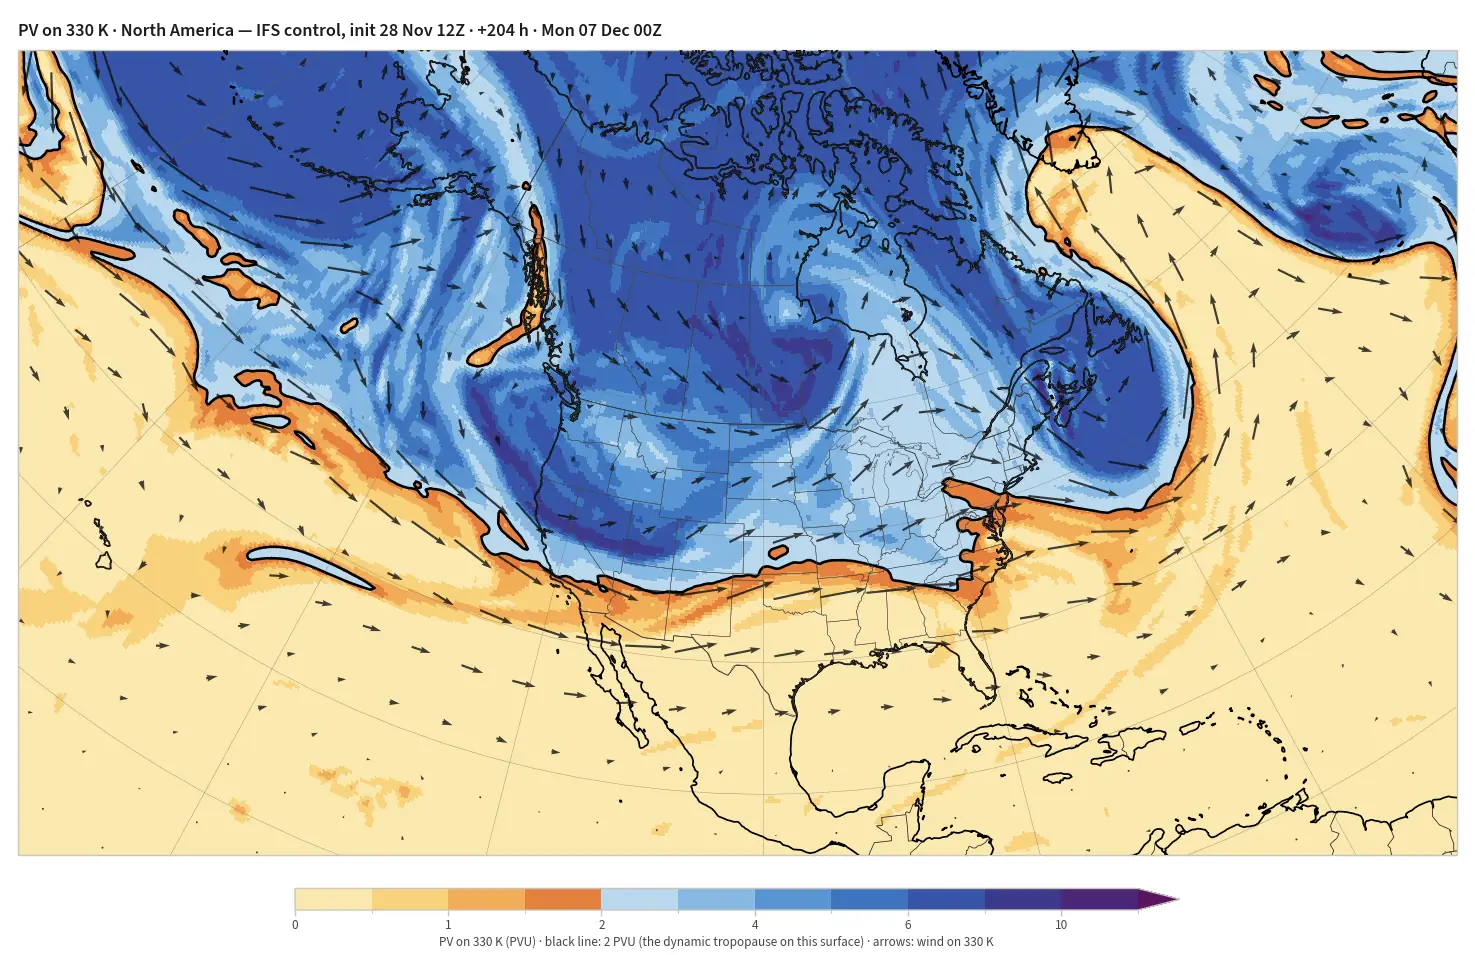 PV on 330 K · North America — IFS control, init 28 Nov 12Z · +204 h · Mon 07 Dec 00Z
0 1 2 4 6 10
PV on 330 K (PVU) · black line: 2 PVU (the dynamic tropopause on this surface) · arrows: wind on 330 K